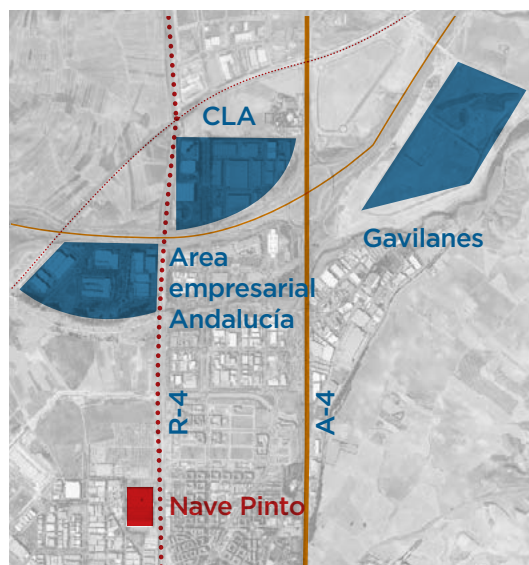 CLA
Gavilanes
Area
empresarial
Andalucía
R-4
A-4
Nave Pinto